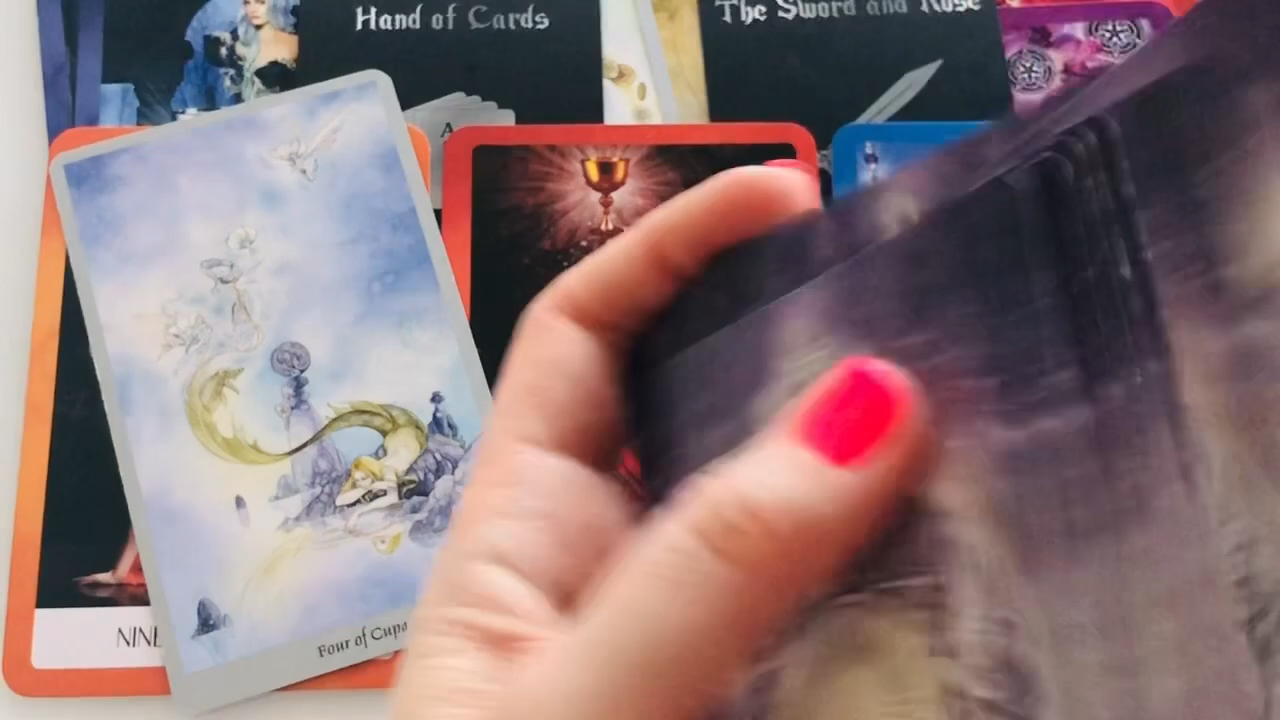 Hand of Cards
The Sword and Rose
A
NINE
Four of Cups